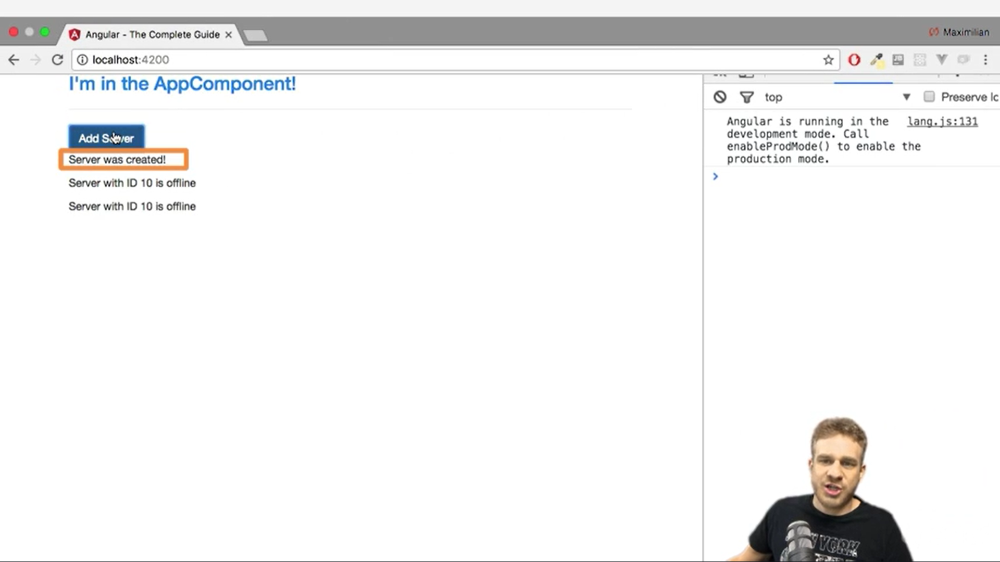 Angular - The Complete Guide
Maximilian
localhost:4200
I'm in the AppComponent!
top
Preserve lc
Add Server
Server was created!
Server with ID 10 is offline
Server with ID 10 is offline
Angular is running in the lang.js:131
development mode. Call
enableProdMode() to enable the
production mode.
YORK